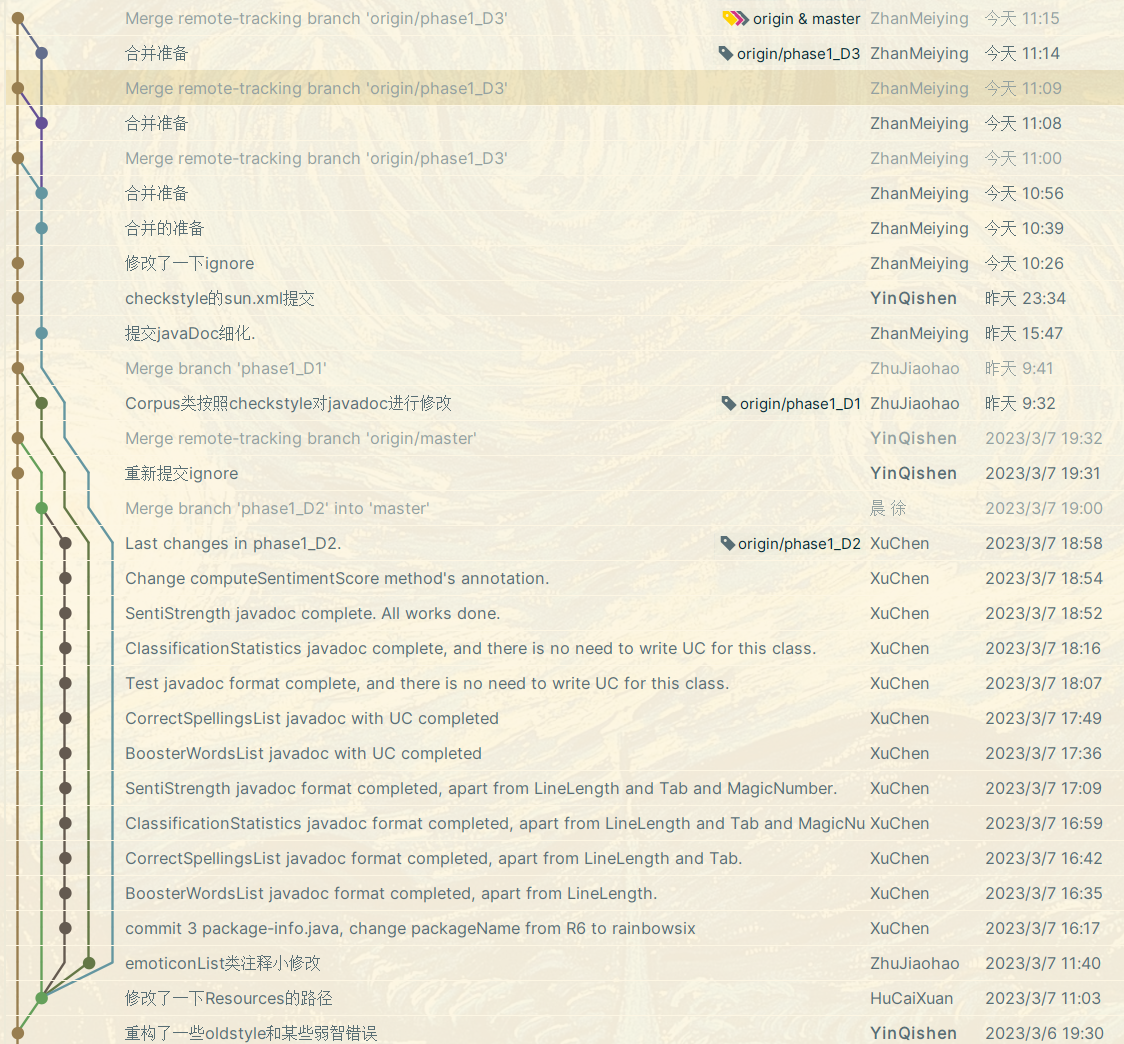 Merge remote-tracking branch 'origin/phase1_D3' origin & master ZhanMeiying 今天 11:15
合并准备 origin/phase1_D3 ZhanMeiying 今天 11:14
Merge remote-tracking branch 'origin/phase1_D3' ZhanMeiying 今天 11:09
合并准备 ZhanMeiying 今天 11:08
Merge remote-tracking branch 'origin/phase1_D3' ZhanMeiying 今天 11:00
合并准备 ZhanMeiying 今天 10:56
合并的准备 ZhanMeiying 今天 10:39
修改了一下ignore ZhanMeiying 今天 10:26
checkstyle的sun.xml提交 YinQishen 昨天 23:34
提交javaDoc细化. ZhanMeiying 昨天 15:47
Merge branch 'phase1_D1' ZhuJiaohao 昨天 9:41
Corpus类按照checkstyle对javadoc进行修改 origin/phase1_D1 ZhuJiaohao 昨天 9:32
Merge remote-tracking branch 'origin/master' YinQishen 2023/3/7 19:32
重新提交ignore YinQishen 2023/3/7 19:31
Merge branch 'phase1_D2' into 'master' 晨 徐 2023/3/7 19:00
Last changes in phase1_D2. origin/phase1_D2 XuChen 2023/3/7 18:58
Change computeSentimentScore method's annotation. XuChen 2023/3/7 18:54
SentiStrength javadoc complete. All works done. XuChen 2023/3/7 18:52
ClassificationStatistics javadoc complete, and there is no need to write UC for this class. XuChen 2023/3/7 18:16
Test javadoc format complete, and there is no need to write UC for this class. XuChen 2023/3/7 18:07
CorrectSpellingsList javadoc with UC completed XuChen 2023/3/7 17:49
BoosterWordsList javadoc with UC completed XuChen 2023/3/7 17:36
SentiStrength javadoc format completed, apart from LineLength and Tab and MagicNumber. XuChen 2023/3/7 17:09
ClassificationStatistics javadoc format completed, apart from LineLength and Tab and MagicNu XuChen 2023/3/7 16:59
CorrectSpellingsList javadoc format completed, apart from LineLength and Tab. XuChen 2023/3/7 16:42
BoosterWordsList javadoc format completed, apart from LineLength. XuChen 2023/3/7 16:35
commit 3 package-info.java, change packageName from R6 to rainbowsix XuChen 2023/3/7 16:17
emoticonList类注释小修改 ZhuJiaohao 2023/3/7 11:40
修改了一下Resources的路径 HuCaiXuan 2023/3/7 11:03
重构了一些oldstyle和某些弱智错误 YinQishen 2023/3/6 19:30